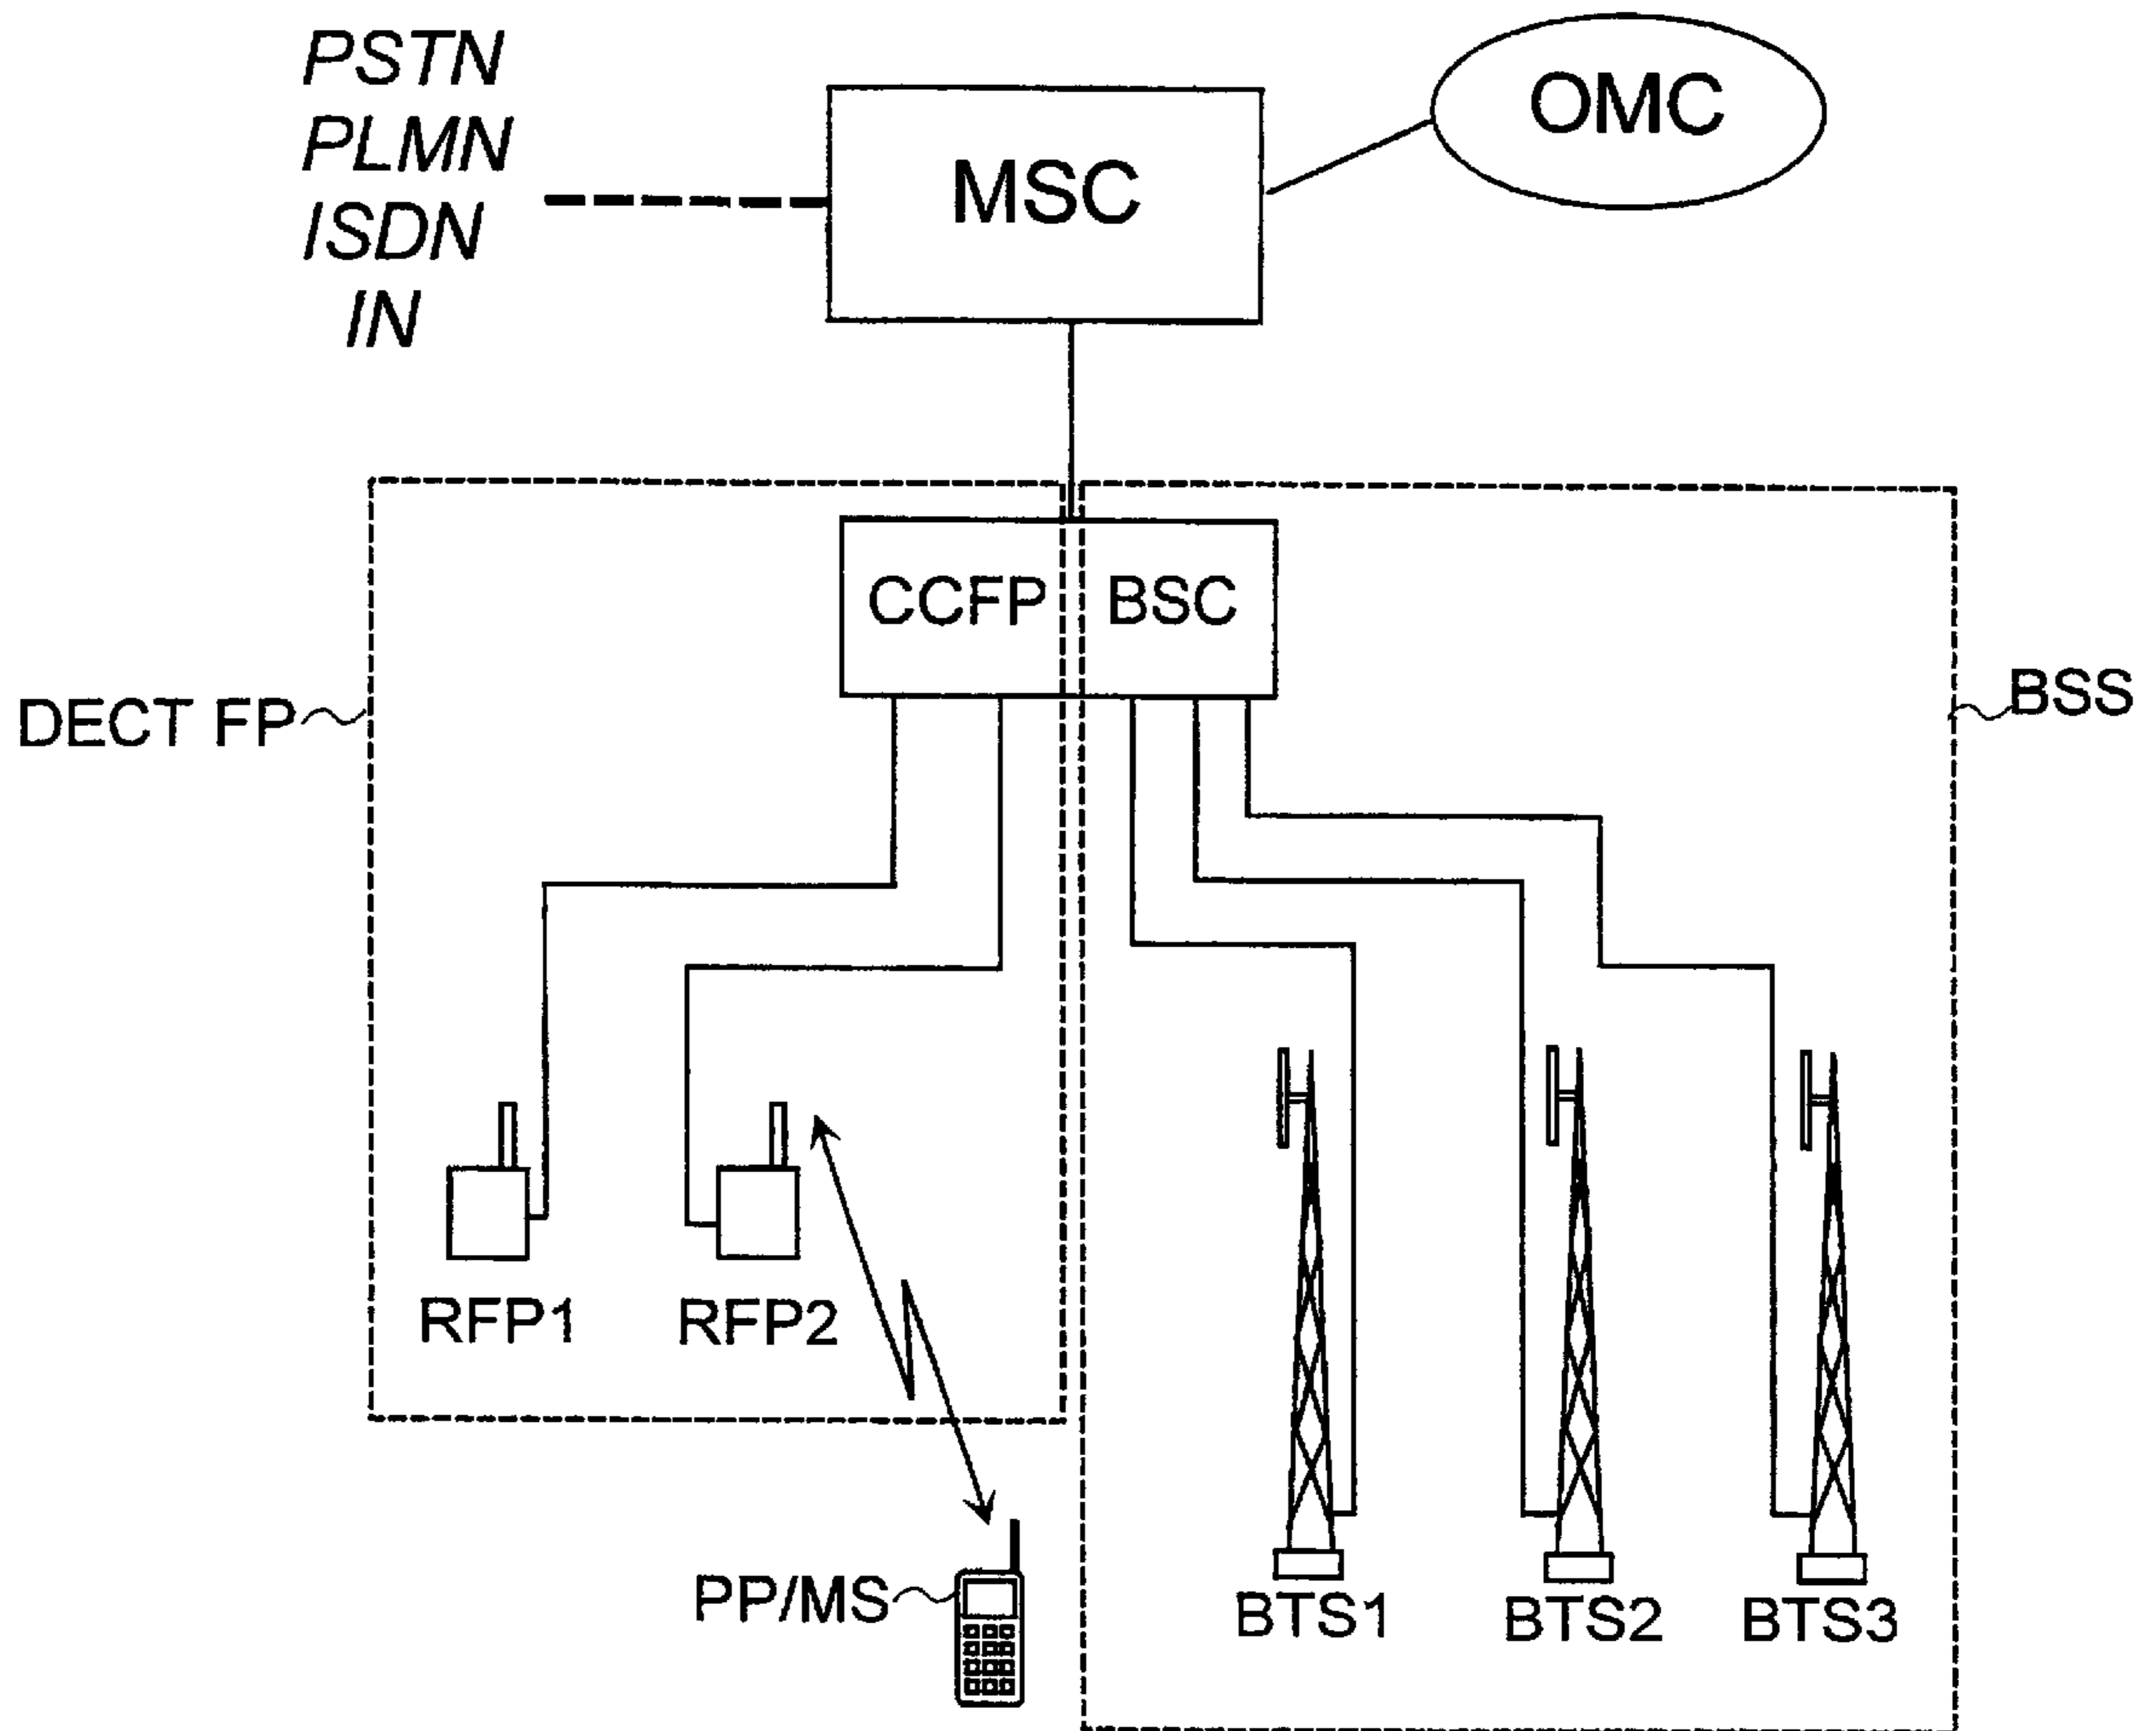 PSTN
PLMN
ISDN
IN
MSC
OMC
CCFP
BSC
DECT FP
BSS
RFP1
RFP2
PP/MS
BTS1
BTS2
BTS3